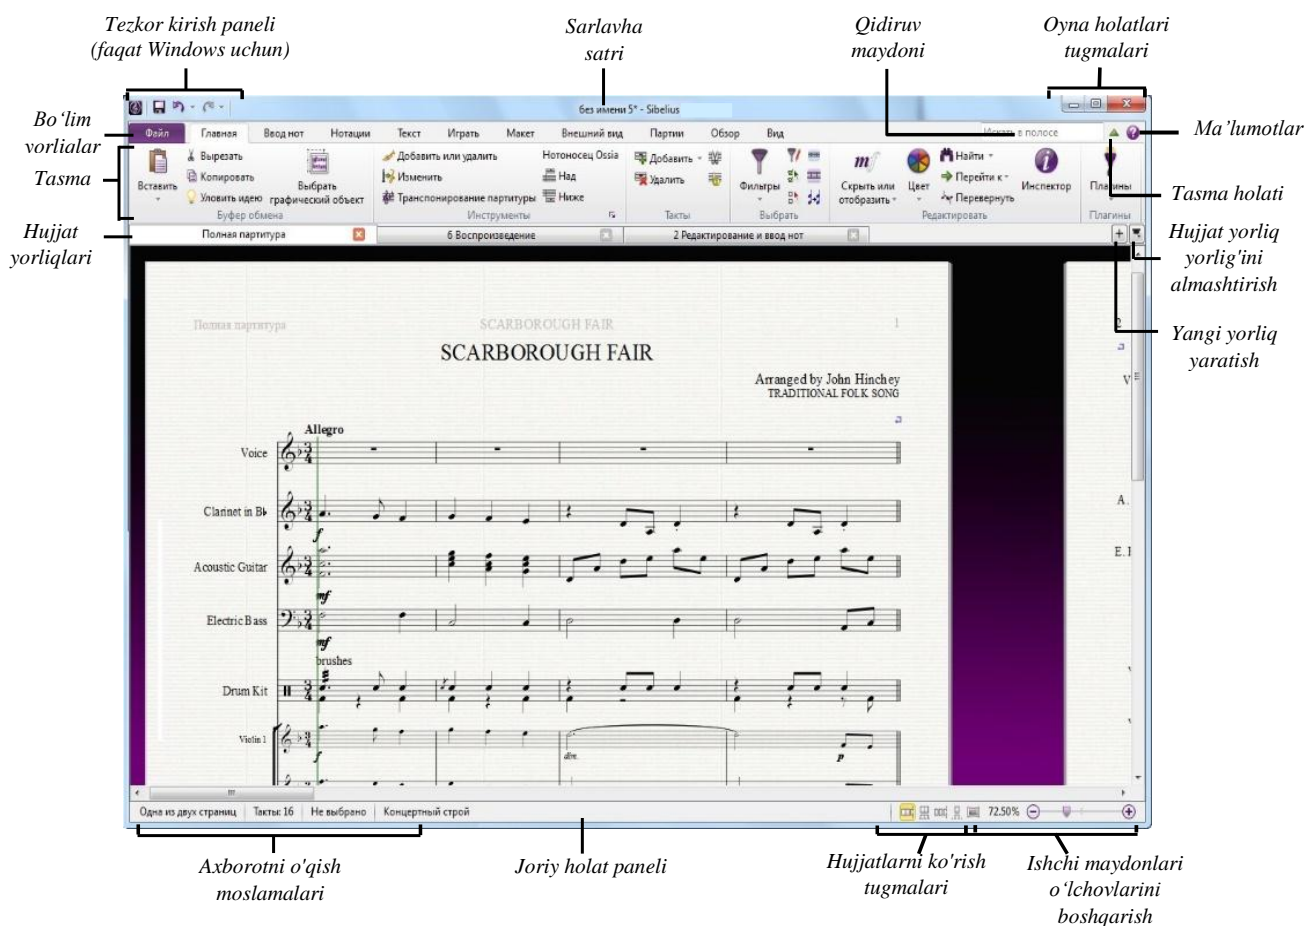 Tezkor kirish paneli
(faqat Windows uchun)
Sarlavha
satri
Qidiruv
maydoni
Oyna holatlari
tugmalari
Bo‘lim
vorlialar
Tasma
Hujjat
yorliqlari
Ma’lumotlar
Tasma holati
Hujjat yorliq
yorlig'ini
almashtirish
Yangi yorliq
yaratish
без имени 5* - Sibelius
Файл Главная Ввод нот Нотации Текст Играть Макет Внешний вид Партии Обзор Вид Искать в полосе
Вставить
Вырезать
Копировать
Уловить идею
Выбрать
графический объект
Буфер обмена
Добавить или удалить
Изменить
Транспонирование партитуры
Нотоносец Ossia
Над
Ниже
Инструменты
Добавить
Удалить
Такты
Фильтры
Выбрать
Скрыть или
отобразить
Цвет
Найти
Перейти к
Перевернуть
Инспектор
Редактировать
Плагины
Плагины
Полная партитура
6 Воспроизведение
2 Редактирование и ввод нот
Полная партитура SCARBOROUGH FAIR 1
SCARBOROUGH FAIR
Arranged by John Hinchey
TRADITIONAL FOLK SONG
2
V
A.
Allegro
Voice
Clarinet in B♭
f
Acoustic Guitar
mf
Electric Bass
mf
brushes
Drum Kit
Violin 1
f
dim.
p
Одна из двух страниц Такты: 16 Не выбрано Концертный строй 72.50%
Axborotni o'qish
moslamalari
Joriy holat paneli
Hujjatlarni ko'rish
tugmalari
Ishchi maydonlari
o‘lchovlarini
boshqarish